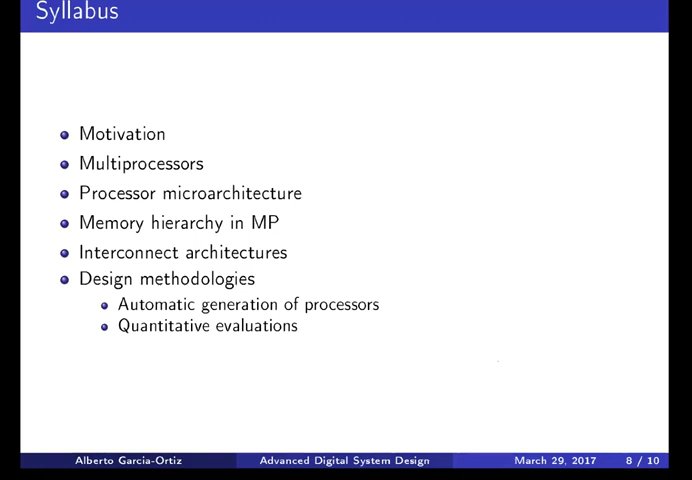 Syllabus
Motivation
Multiprocessors
Processor microarchitecture
Memory hierarchy in MP
Interconnect architectures
Design methodologies
Automatic generation of processors
Quantitative evaluations
Alberto Garcia-Ortiz Advanced Digital System Design March 29, 2017 8 / 10